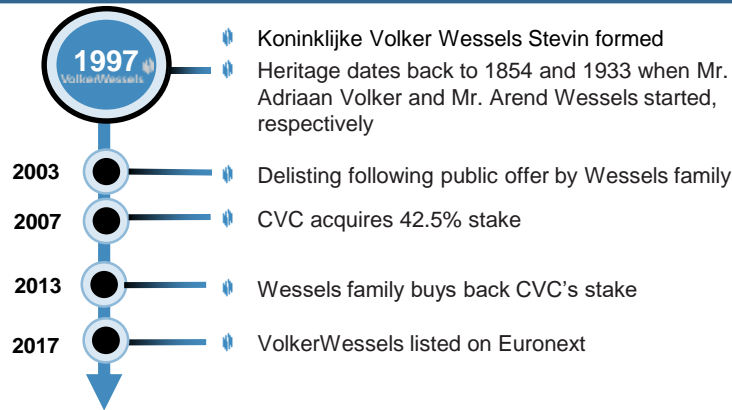 1997
VolkerWessels
Koninklijke Volker Wessels Stevin formed
Heritage dates back to 1854 and 1933 when Mr.
Adriaan Volker and Mr. Arend Wessels started,
respectively
2003
Delisting following public offer by Wessels family
2007
CVC acquires 42.5% stake
2013
Wessels family buys back CVC's stake
2017
VolkerWessels listed on Euronext